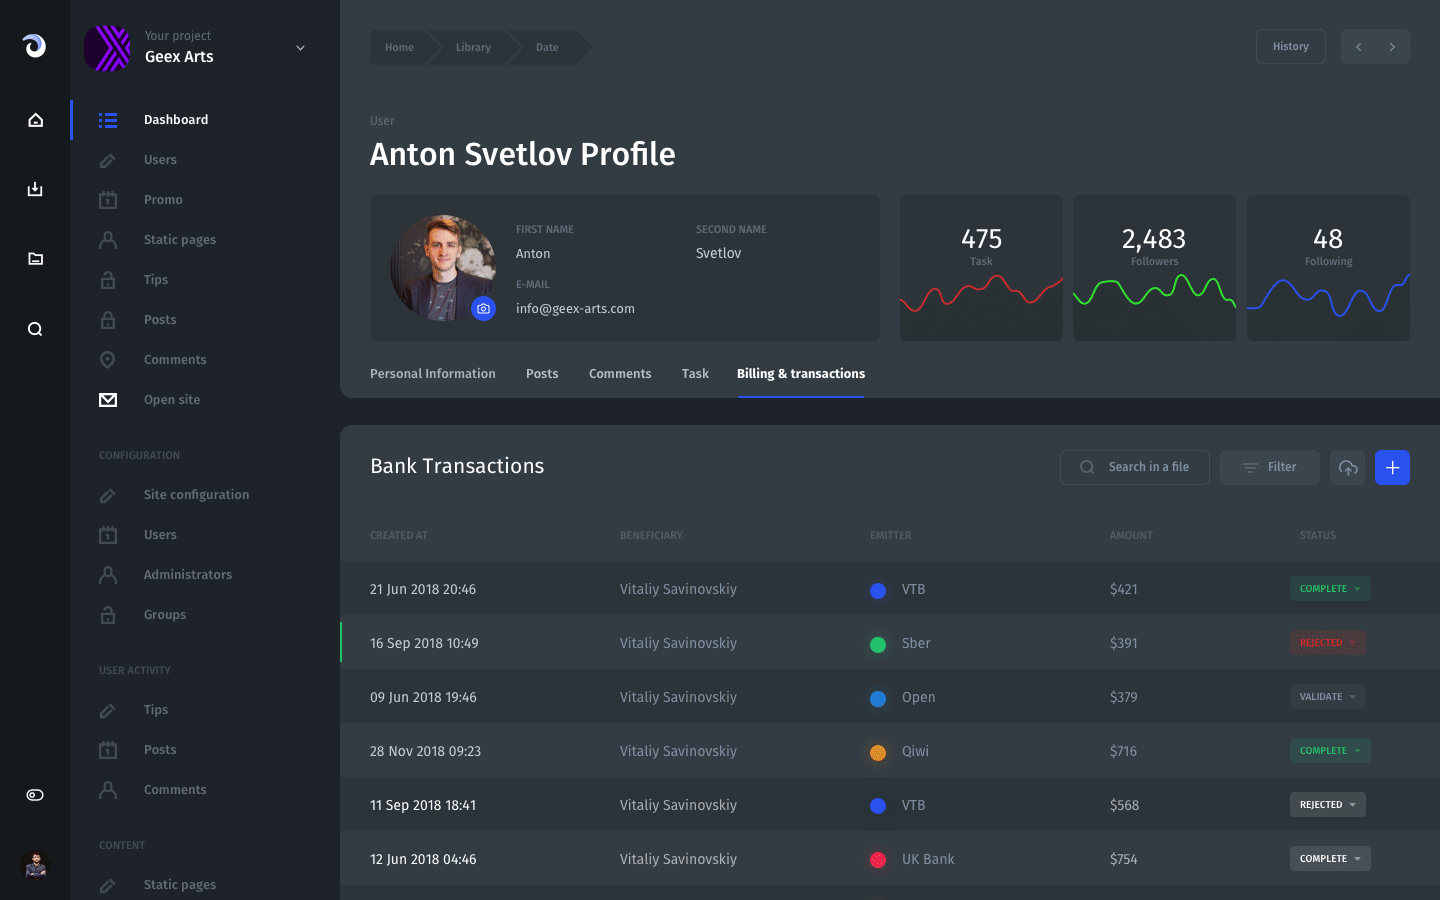 Your project
Geex Arts
Dashboard
Users
Promo
Static pages
Tips
Posts
Comments
Open site
CONFIGURATION
Site configuration
Users
Administrators
Groups
USER ACTIVITY
Tips
Posts
Comments
CONTENT
Static pages
Home Library Date
History
User
Anton Svetlov Profile
FIRST NAME SECOND NAME
Anton Svetlov
E-MAIL
info@geex-arts.com
475
Task
2,483
Followers
48
Following
Personal Information Posts Comments Task Billing & transactions
Bank Transactions
Search in a file Filter
CREATED AT BENEFICIARY EMITTER AMOUNT STATUS
21 Jun 2018 20:46 Vitaliy Savinovskiy VTB $421 COMPLETE
16 Sep 2018 10:49 Vitaliy Savinovskiy Sber $391 REJECTED
09 Jun 2018 19:46 Vitaliy Savinovskiy Open $379 VALIDATE
28 Nov 2018 09:23 Vitaliy Savinovskiy Qiwi $716 COMPLETE
11 Sep 2018 18:41 Vitaliy Savinovskiy VTB $568 REJECTED
12 Jun 2018 04:46 Vitaliy Savinovskiy UK Bank $754 COMPLETE